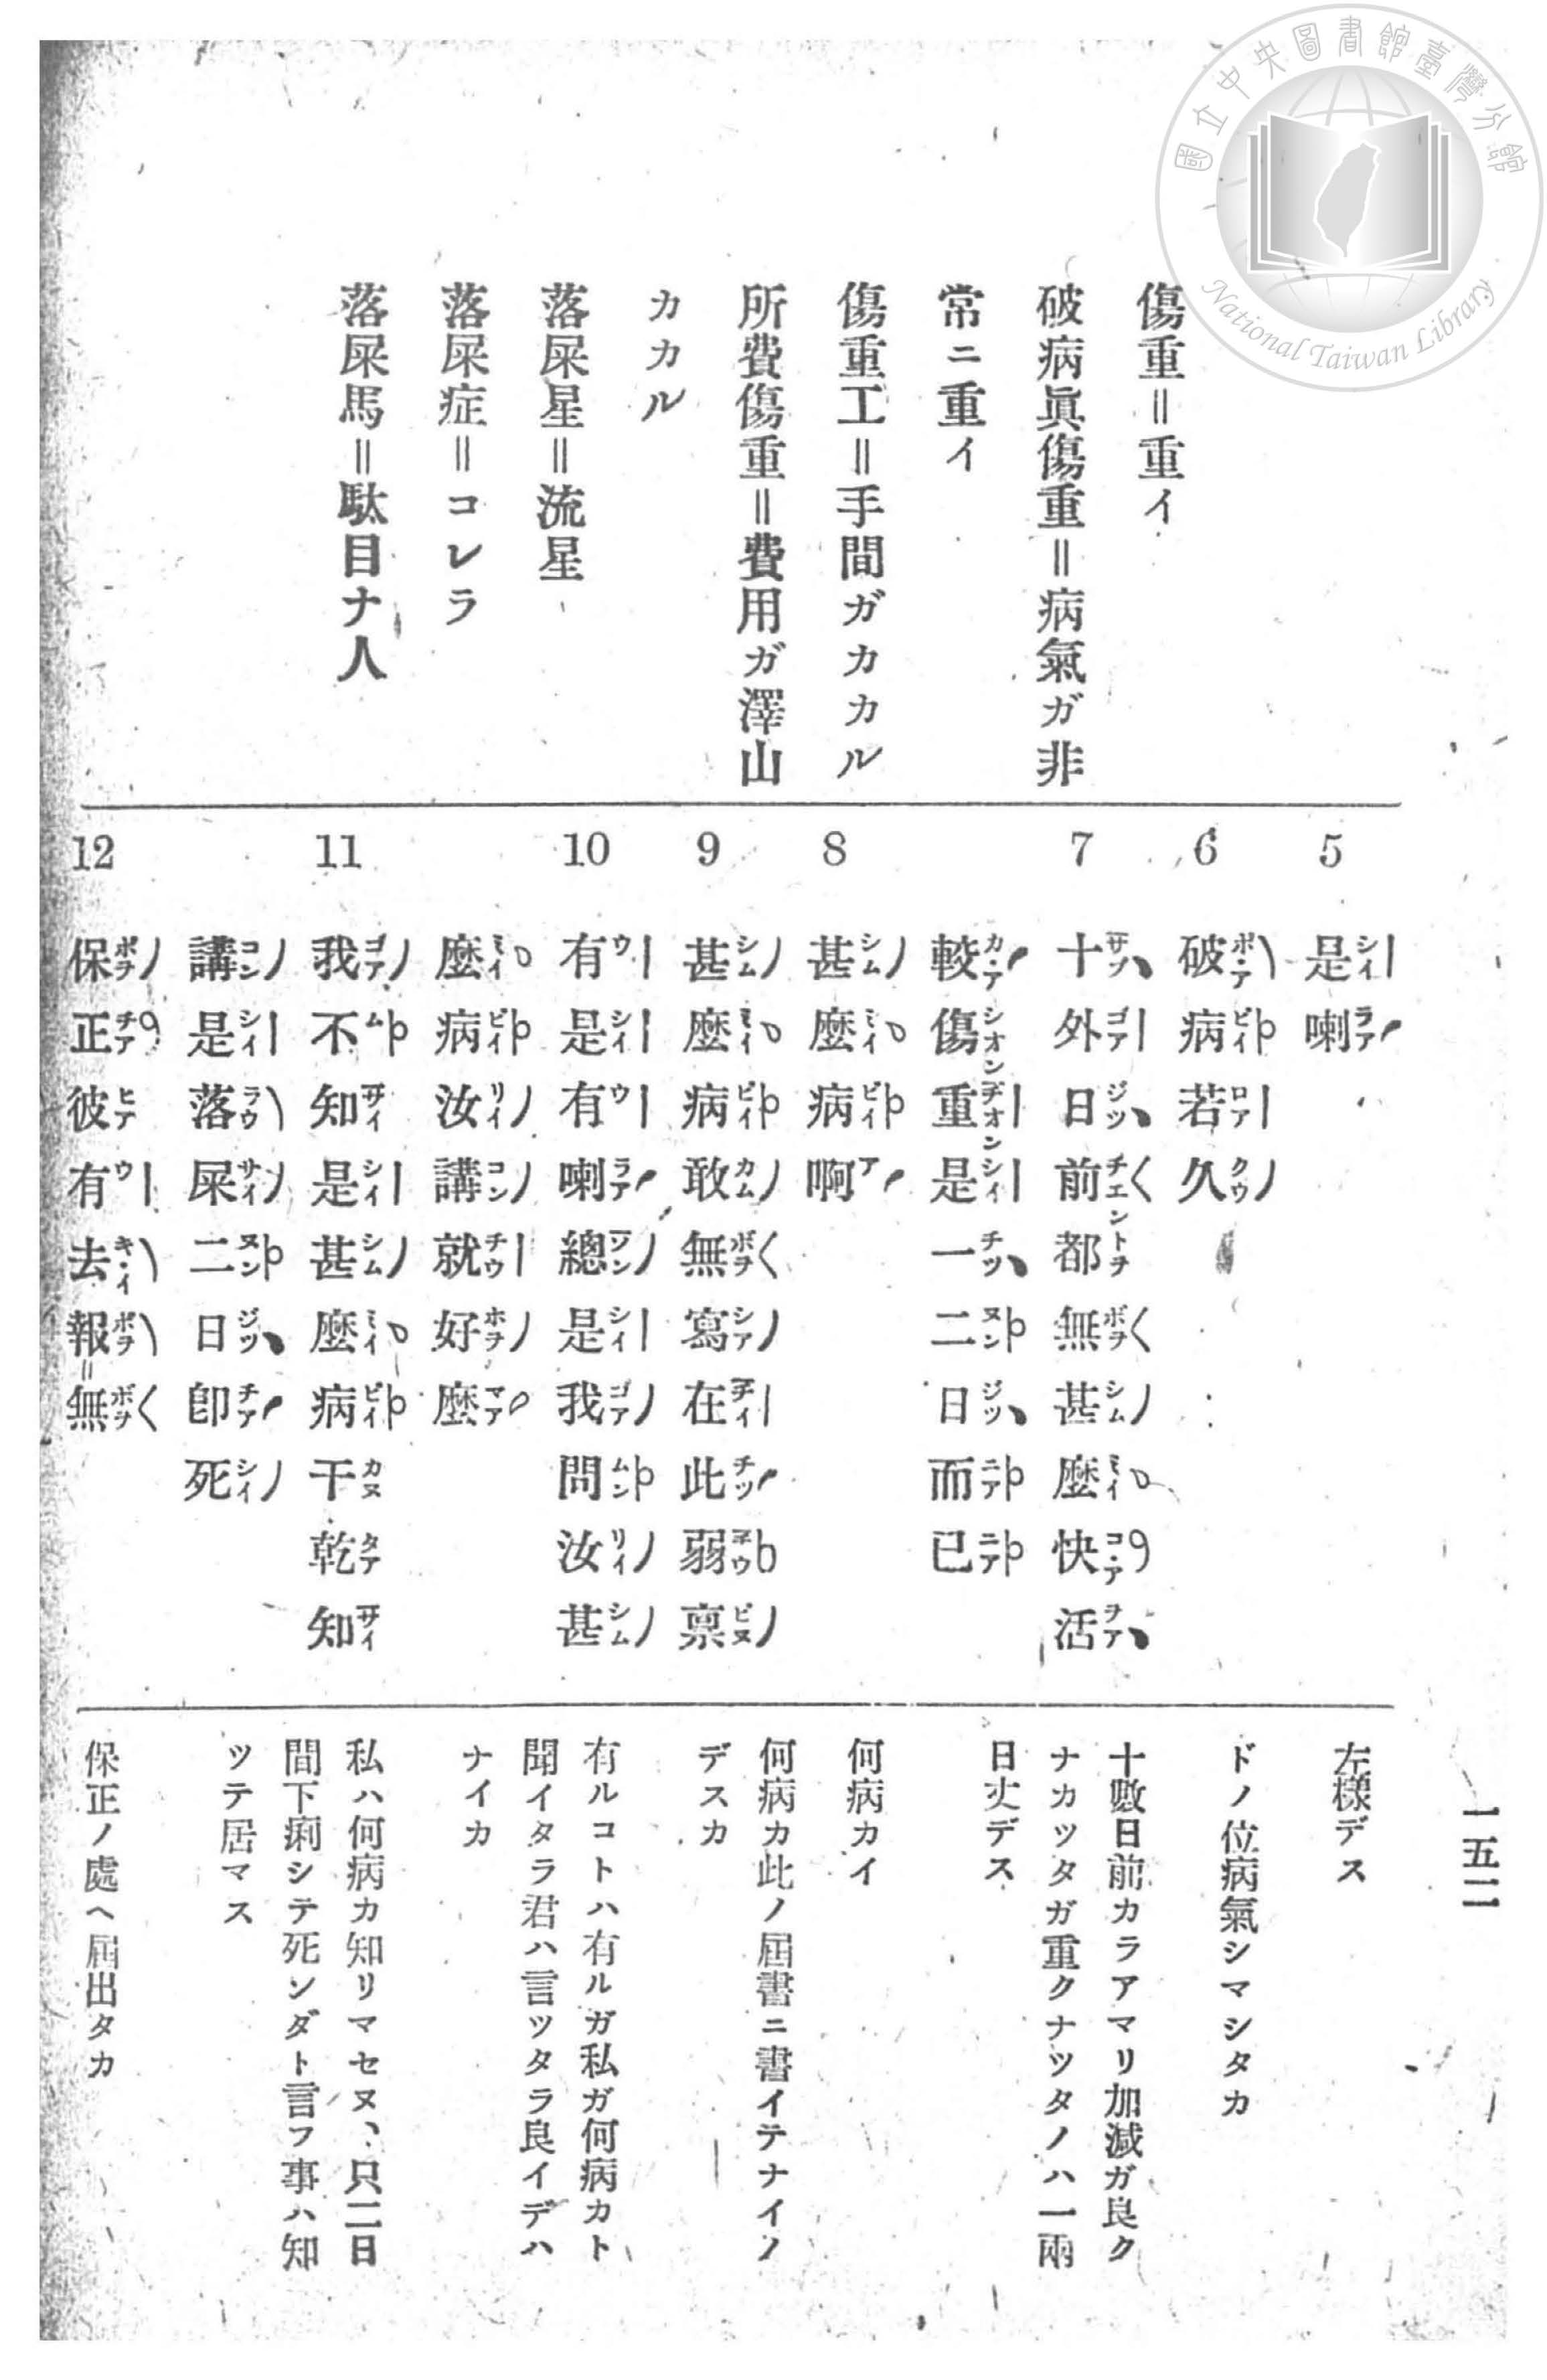 國立中央圖書館臺灣分館
National Taiwan Library
一五二
傷重＝重イ
破病眞傷重＝病氣ガ非
常ニ重イ
傷重工＝手間ガカカル
所費傷重＝費用ガ澤山
カカル
落屎星＝流星
落屎症＝コレラ
落屎馬＝駄目ナ人
5 是喇
6 破病若久
7 十外日前都無甚麼快活
較傷重是一二日而已
8 甚麼病啊
9 甚麼病敢無寫在此弱禀
10 有是有喇總是我問汝甚
麼病汝講就好麼
11 我不知是甚麼病干乾知
講是落屎二日卽死
12 保正彼有去報＝無
左樣デス
ドノ位病氣シマシタカ
十數日前カラアマリ加減ガ良ク
ナカツタガ重クナツタノハ一兩
日丈デス
何病カイ
何病カ此ノ屆書ニ書イテナイノ
デスカ
有ルコトハ有ルガ私ガ何病カト
聞イタラ君ハ言ツタラ良イデハ
ナイカ
私ハ何病カ知リマセヌ、只二日
間下痢シテ死ンダト言フ事ハ知
ツテ居マス
保正ノ處ヘ屆出タカ